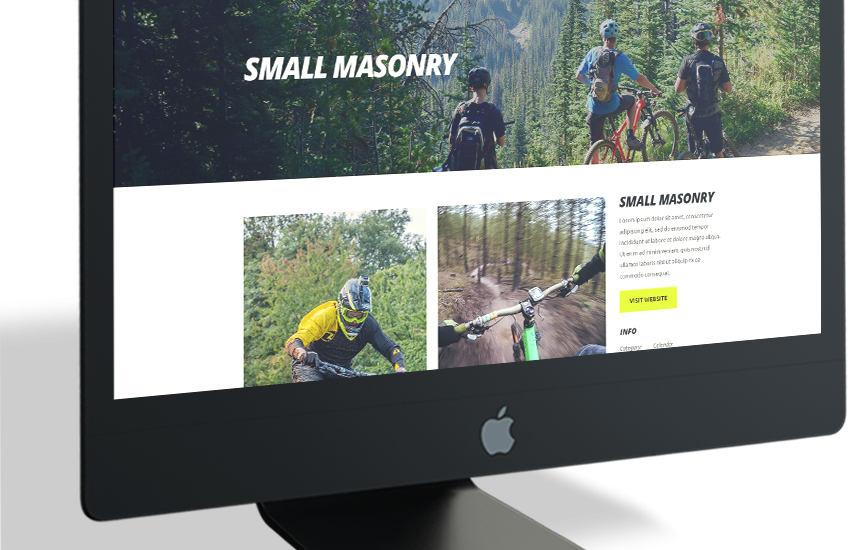 SMALL MASONRY
SMALL MASONRY
Lorem ipsum dolor sit amet, consectetur
adipiscing elit, sed do eiusmod tempor
incididunt ut labore et dolore magna aliqua.
Ut enim ad minim veniam, quis nostrud
ullamco laboris nisi ut aliquip ex ea
commodo consequat.
VISIT WEBSITE
INFO
Category Calendar